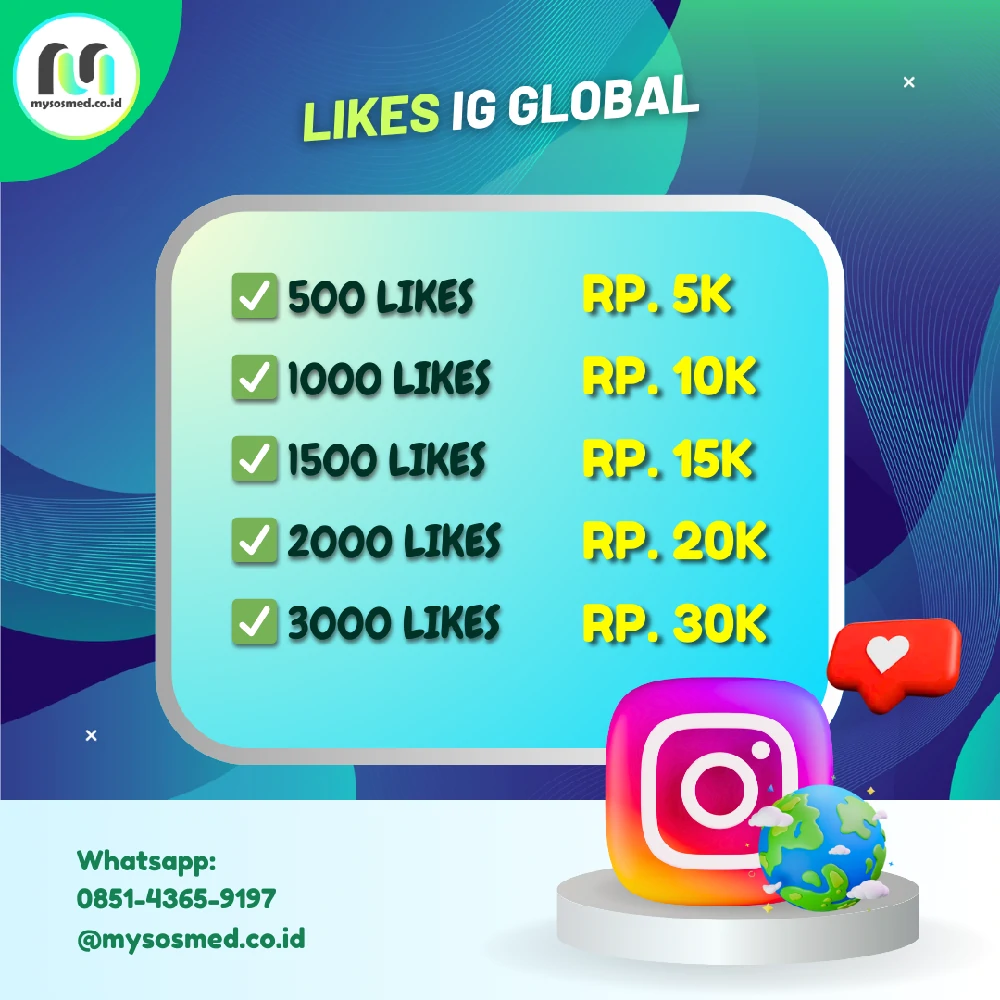 mysosmed.co.id
LIKES IG GLOBAL
500 LIKES RP. 5K
1000 LIKES RP. 10K
1500 LIKES RP. 15K
2000 LIKES RP. 20K
3000 LIKES RP. 30K
Whatsapp:
0851-4365-9197
@mysosmed.co.id